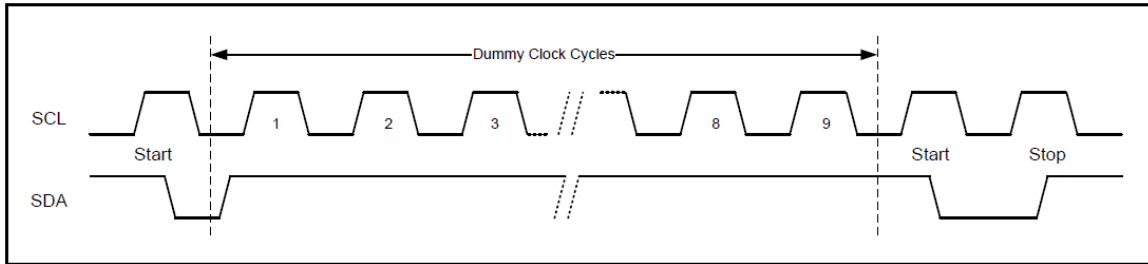 Dummy Clock Cycles
SCL
1 2 3 8 9
Start Start Stop
SDA